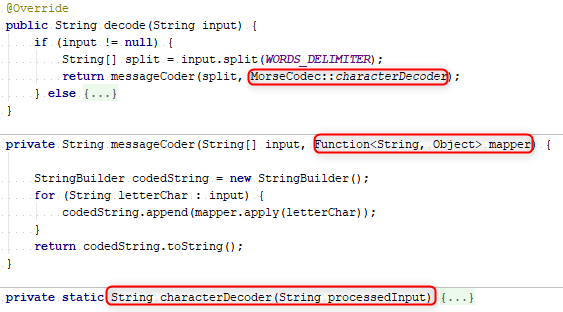 @Override
public String decode(String input) {
if (input != null) {
String[] split = input.split(WORDS_DELIMITER);
return messageCoder(split, MorseCodec::characterDecoder);
} else {...}
}
private String messageCoder(String[] input, Function<String, Object> mapper) {
StringBuilder codedString = new StringBuilder();
for (String letterChar : input) {
codedString.append(mapper.apply(letterChar));
}
return codedString.toString();
}
private static String characterDecoder(String processedInput) {...}